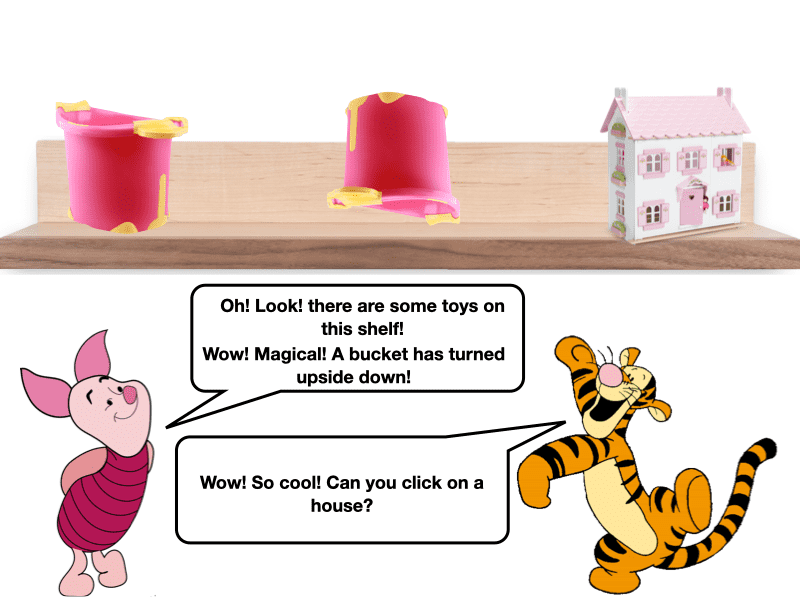 Oh! Look! there are some toys on
this shelf!
Wow! Magical! A bucket has turned
upside down!
Wow! So cool! Can you click on a
house?